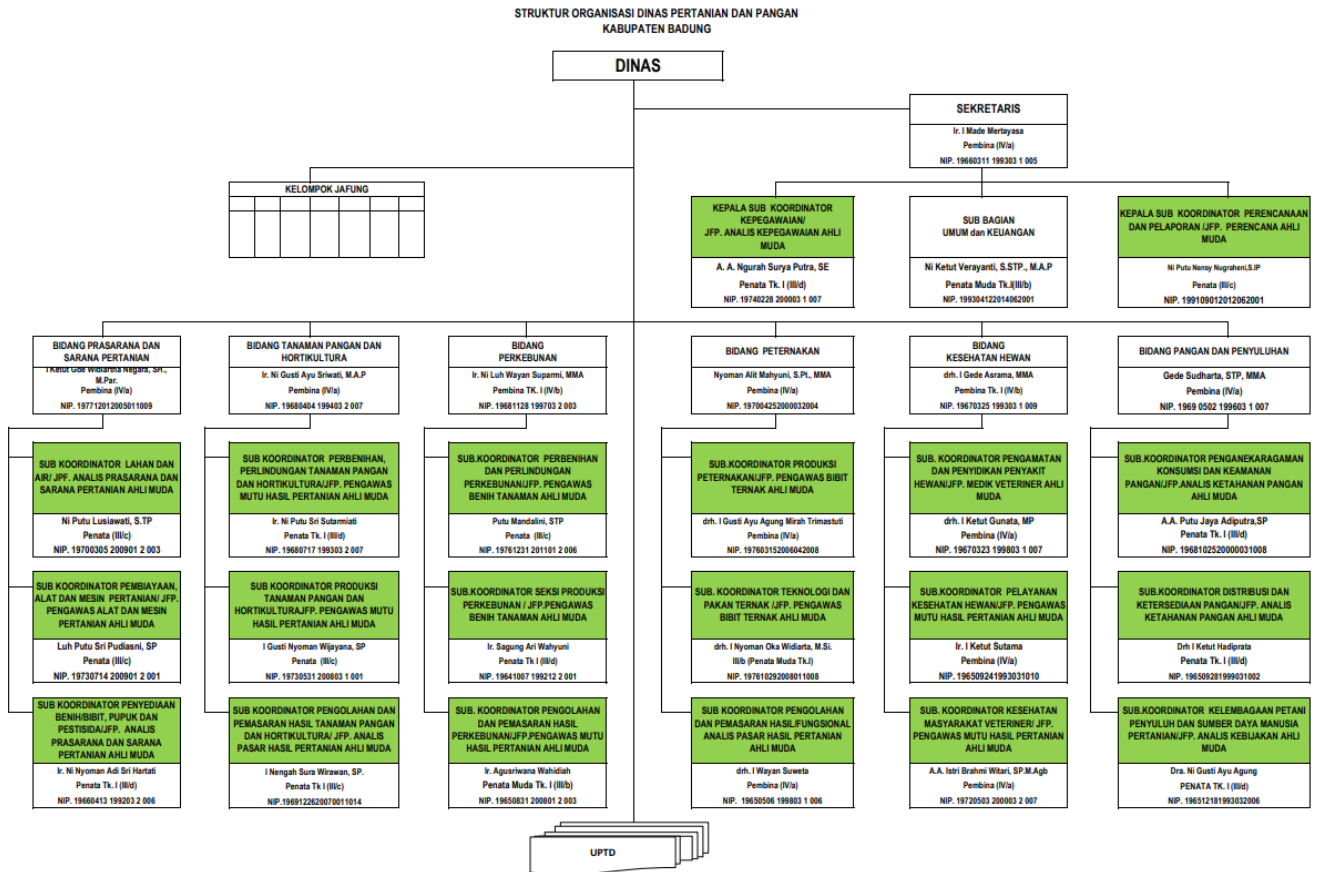 STRUKTUR ORGANISASI DINAS PERTANIAN DAN PANGAN
KABUPATEN BADUNG
DINAS
SEKRETARIS
Ir. I Made Mertayasa
Pembina (IV/a)
NIP. 19660311 199303 1 005
KELOMPOK JAFUNG
KEPALA SUB KOORDINATOR
KEPEGAWAIAN/
JFP. ANALIS KEPEGAWAIAN AHLI
MUDA
A. A. Ngurah Surya Putra, SE
Penata Tk. I (III/d)
NIP. 19740228 200003 1 007
SUB BAGIAN
UMUM dan KEUANGAN
Ni Ketut Verayanti, S.STP., M.A.P
Penata Muda Tk.I(III/b)
NIP. 199304122014062001
KEPALA SUB KOORDINATOR PERENCANAAN
DAN PELAPORAN /JFP. PERENCANA AHLI
MUDA
Ni Putu Nensy Nugraheni,S.IP
Penata (III/c)
NIP. 199109012012062001
BIDANG PRASARANA DAN
SARANA PERTANIAN
I Ketut Gde Widiartha Negara, SH.,
M.Par.
Pembina (IV/a)
NIP. 197712012005011009
BIDANG TANAMAN PANGAN DAN
HORTIKULTURA
Ir. Ni Gusti Ayu Sriwati, M.A.P
Pembina (IV/a)
NIP. 19680404 199403 2 007
BIDANG
PERKEBUNAN
Ir. Ni Luh Wayan Suparmi, MMA
Pembina TK. I (IV/b)
NIP. 19681128 199703 2 003
BIDANG PETERNAKAN
Nyoman Alit Mahyuni, S.Pt., MMA
Pembina (IV/a)
NIP. 197004252000032004
BIDANG
KESEHATAN HEWAN
drh. I Gede Asrama, MMA
Pembina Tk. I (IV/b)
NIP. 19670325 199303 1 009
BIDANG PANGAN DAN PENYULUHAN
Gede Sudharta, STP, MMA
Pembina (IV/a)
NIP. 1969 0502 199603 1 007
SUB KOORDINATOR LAHAN DAN
AIR/ JPF. ANALIS PRASARANA DAN
SARANA PERTANIAN AHLI MUDA
Ni Putu Lusiawati, S.TP
Penata (III/c)
NIP. 19700305 200901 2 003
SUB KOORDINATOR PERBENIHAN,
PERLINDUNGAN TANAMAN PANGAN
DAN HORTIKULTURA/JFP. PENGAWAS
MUTU HASIL PERTANIAN AHLI MUDA
Ir. Ni Putu Sri Sutarmiati
Penata Tk. I (III/d)
NIP. 19680717 199303 2 007
SUB.KOORDINATOR PERBENIHAN
DAN PERLINDUNGAN
PERKEBUNAN/JFP. PENGAWAS
BENIH TANAMAN AHLI MUDA
Putu Mandalini, STP
Penata (III/c)
NIP. 19761231 201101 2 006
SUB.KOORDINATOR PRODUKSI
PETERNAKAN/JFP. PENGAWAS BIBIT
TERNAK AHLI MUDA
drh. I Gusti Ayu Agung Mirah Trimastuti
Pembina (IV/a)
NIP. 197603152006042008
SUB. KOORDINATOR PENGAMATAN
DAN PENYIDIKAN PENYAKIT
HEWAN/JFP. MEDIK VETERINER AHLI
MUDA
drh. I Ketut Gunata, MP
Pembina (IV/a)
NIP. 19670323 199803 1 007
SUB.KOORDINATOR PENGANEKARAGAMAN
KONSUMSI DAN KEAMANAN
PANGAN/JFP.ANALIS KETAHANAN PANGAN
AHLI MUDA
A.A. Putu Jaya Adiputra,SP
Penata Tk. I (III/d)
NIP. 196810252000031008
SUB KOORDINATOR PEMBIAYAAN,
ALAT DAN MESIN PERTANIAN/ JFP.
PENGAWAS ALAT DAN MESIN
PERTANIAN AHLI MUDA
Luh Putu Sri Pudiasni, SP
Penata (III/c)
NIP. 19730714 200901 2 001
SUB KOORDINATOR PRODUKSI
TANAMAN PANGAN DAN
HORTIKULTURAJFP. PENGAWAS MUTU
HASIL PERTANIAN AHLI MUDA
I Gusti Nyoman Wijayana, SP
Penata (III/c)
NIP. 19730531 200803 1 001
SUB.KOORDINATOR SEKSI PRODUKSI
PERKEBUNAN / JFP.PENGAWAS
BENIH TANAMAN AHLI MUDA
Ir. Sagung Ari Wahyuni
Penata Tk I (III/d)
NIP. 19641007 199212 2 001
SUB. KOORDINATOR TEKNOLOGI DAN
PAKAN TERNAK /JFP. PENGAWAS
BIBIT TERNAK AHLI MUDA
drh. I Nyoman Oka Widiarta, M.Si.
III/b (Penata Muda Tk.I)
NIP. 197610292008011008
SUB.KOORDINATOR PELAYANAN
KESEHATAN HEWAN/JFP. PENGAWAS
MUTU HASIL PERTANIAN AHLI MUDA
Ir. I Ketut Sutama
Pembina (IV/a)
NIP. 196509241993031010
SUB.KOORDINATOR DISTRIBUSI DAN
KETERSEDIAAN PANGAN/JFP. ANALIS
KETAHANAN PANGAN AHLI MUDA
Drh I Ketut Hadiprata
Penata Tk. I (III/d)
NIP. 196509281999031002
SUB KOORDINATOR PENYEDIAAN
BENIH/BIBIT, PUPUK DAN
PESTISIDA/JFP. ANALIS
PRASARANA DAN SARANA
PERTANIAN AHLI MUDA
Ir. Ni Nyoman Adi Sri Hartati
Penata Tk. I (III/d)
NIP. 19660413 199203 2 006
SUB KOORDINATOR PENGOLAHAN DAN
PEMASARAN HASIL TANAMAN PANGAN
DAN HORTIKULTURA/ JFP. ANALIS
PASAR HASIL PERTANIAN AHLI MUDA
I Nengah Sura Wirawan, SP.
Penata Tk I (III/c)
NIP.1969122620070011014
SUB. KOORDINATOR PENGOLAHAN
DAN PEMASARAN HASIL
PERKEBUNAN/JFP.PENGAWAS MUTU
HASIL PERTANIAN AHLI MUDA
Ir. Agusriwana Wahidiah
Penata Muda Tk. I (III/b)
NIP. 19650831 200801 2 003
SUB.KOORDINATOR PENGOLAHAN
DAN PEMASARAN HASIL/FUNGSIONAL
ANALIS PASAR HASIL PERTANIAN
AHLI MUDA
drh. I Wayan Suweta
Pembina (IV/a)
NIP. 19650506 199803 1 006
SUB.KOORDINATOR KESEHATAN
MASYARAKAT VETERINER/ JFP.
PENGAWAS MUTU HASIL PERTANIAN
AHLI MUDA
A.A. Istri Brahmi Witari, SP.M.Agb
Pembina (IV/a)
NIP. 19720503 200003 2 007
SUB.KOORDINATOR KELEMBAGAAN PETANI
PENYULUH DAN SUMBER DAYA MANUSIA
PERTANIAN/JFP. ANALIS KEBIJAKAN AHLI
MUDA
Dra. Ni Gusti Ayu Agung
PENATA TK. I (III/d)
NIP. 196512181993032006
UPTD